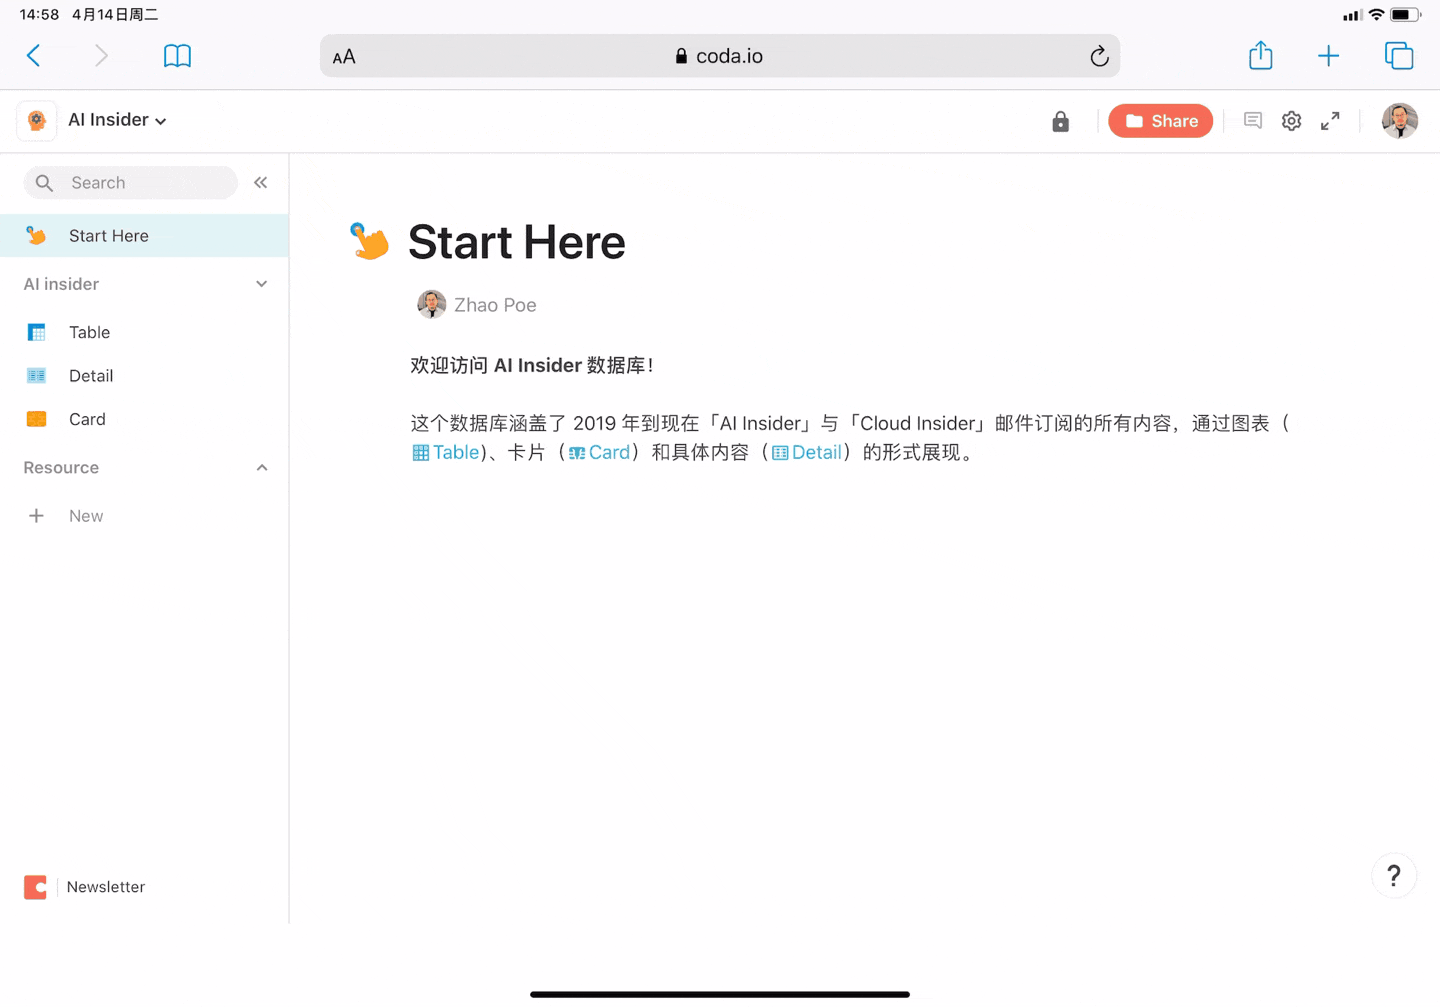 14:58 4月14日周二
AA coda.io
AI Insider
Share
Search
Start Here
AI insider
Table
Detail
Card
Resource
New
Newsletter
Start Here
Zhao Poe
欢迎访问 AI Insider 数据库！
这个数据库涵盖了 2019 年到现在「AI Insider」与「Cloud Insider」邮件订阅的所有内容，通过图表（
Table)、卡片（Card）和具体内容（Detail）的形式展现。
?